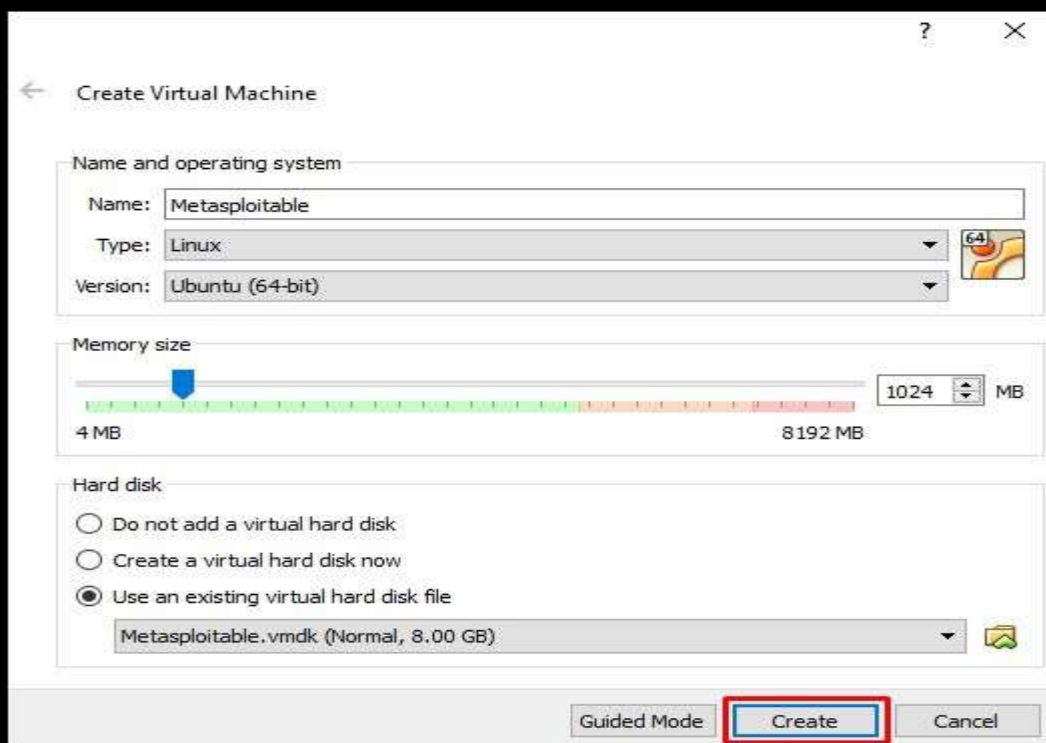 ?
Create Virtual Machine
Name and operating system
Name: Metasploitable
Type: Linux
64
Version: Ubuntu (64-bit)
Memory size
1024 MB
4 MB 8192 MB
Hard disk
Do not add a virtual hard disk
Create a virtual hard disk now
Use an existing virtual hard disk file
Metasploitable.vmdk (Normal, 8.00 GB)
Guided Mode Create Cancel